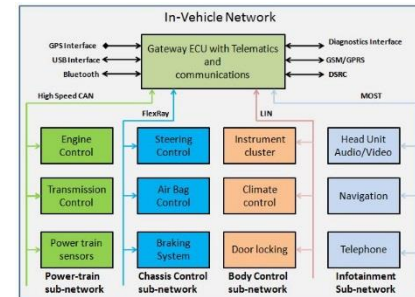 In-Vehicle Network
GPS Interface
USB Interface
Bluetooth
Gateway ECU with Telematics
and
communications
Diagnostics Interface
GSM/GPRS
DSRC
High Speed CAN
FlexRay
LIN
MOST
Engine
Control
Steering
Control
Instrument
cluster
Head Unit
Audio/Video
Transmission
Control
Air Bag
Control
Climate
control
Navigation
Power train
sensors
Braking
System
Door locking
Telephone
Power-train
sub-network
Chassis Control
sub-network
Body Control
sub-network
Infotainment
Sub-network